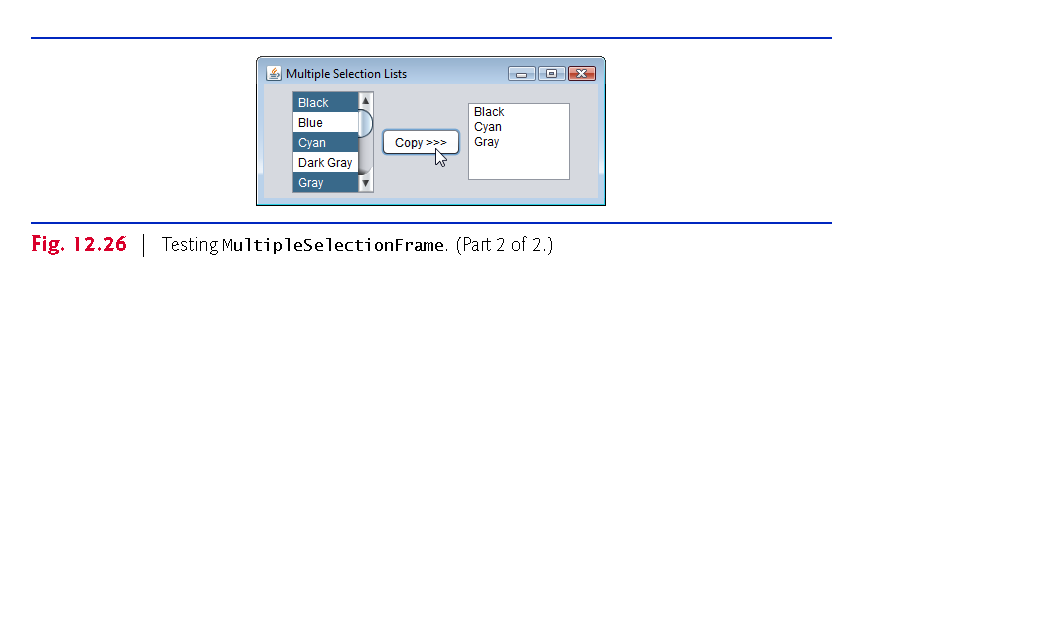 Multiple Selection Lists
Black
Blue
Cyan
Dark Gray
Gray
Copy >>>
Black
Cyan
Gray
Fig. 12.26 | Testing MultipleSelectionFrame. (Part 2 of 2.)